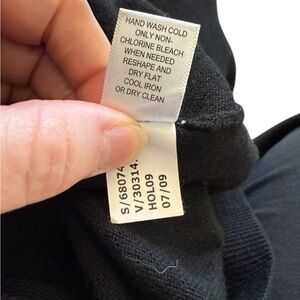 HAND WASH COLD
ONLY NON-
CHLORINE BLEACH
WHEN NEEDED
RESHAPE AND
DRY FLAT
COOL IRON
OR DRY CLEAN
S/68074
V/30314
HOL09
07/09